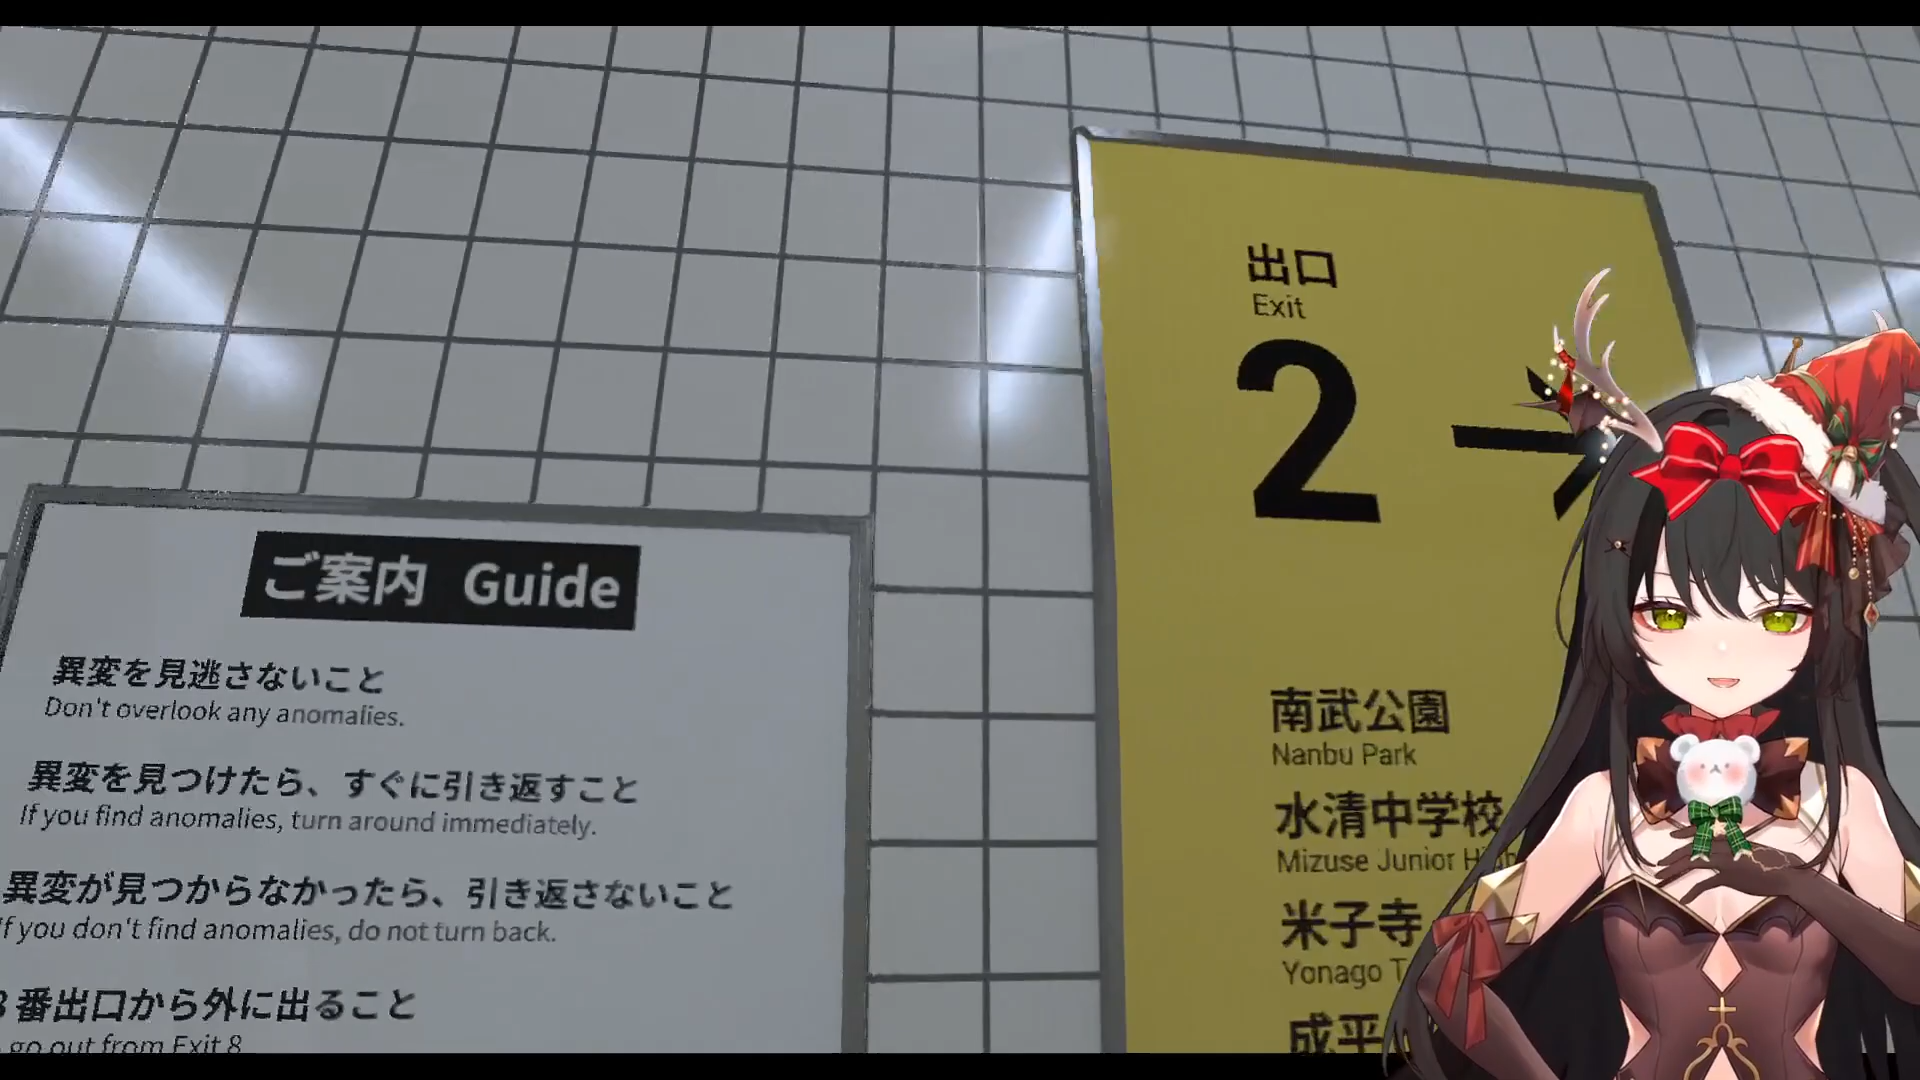 ご案内 Guide
異変を見逃さないこと
Don't overlook any anomalies.
異変を見つけたら、すぐに引き返すこと
If you find anomalies, turn around immediately.
異変が見つからなかったら、引き返さないこと
If you don't find anomalies, do not turn back.
番出口から外に出ること
go out from Exit 8
出口
Exit
2 →
南武公園
Nanbu Park
水清中学校
Mizuse Junior
米子寺
Yonago
成平